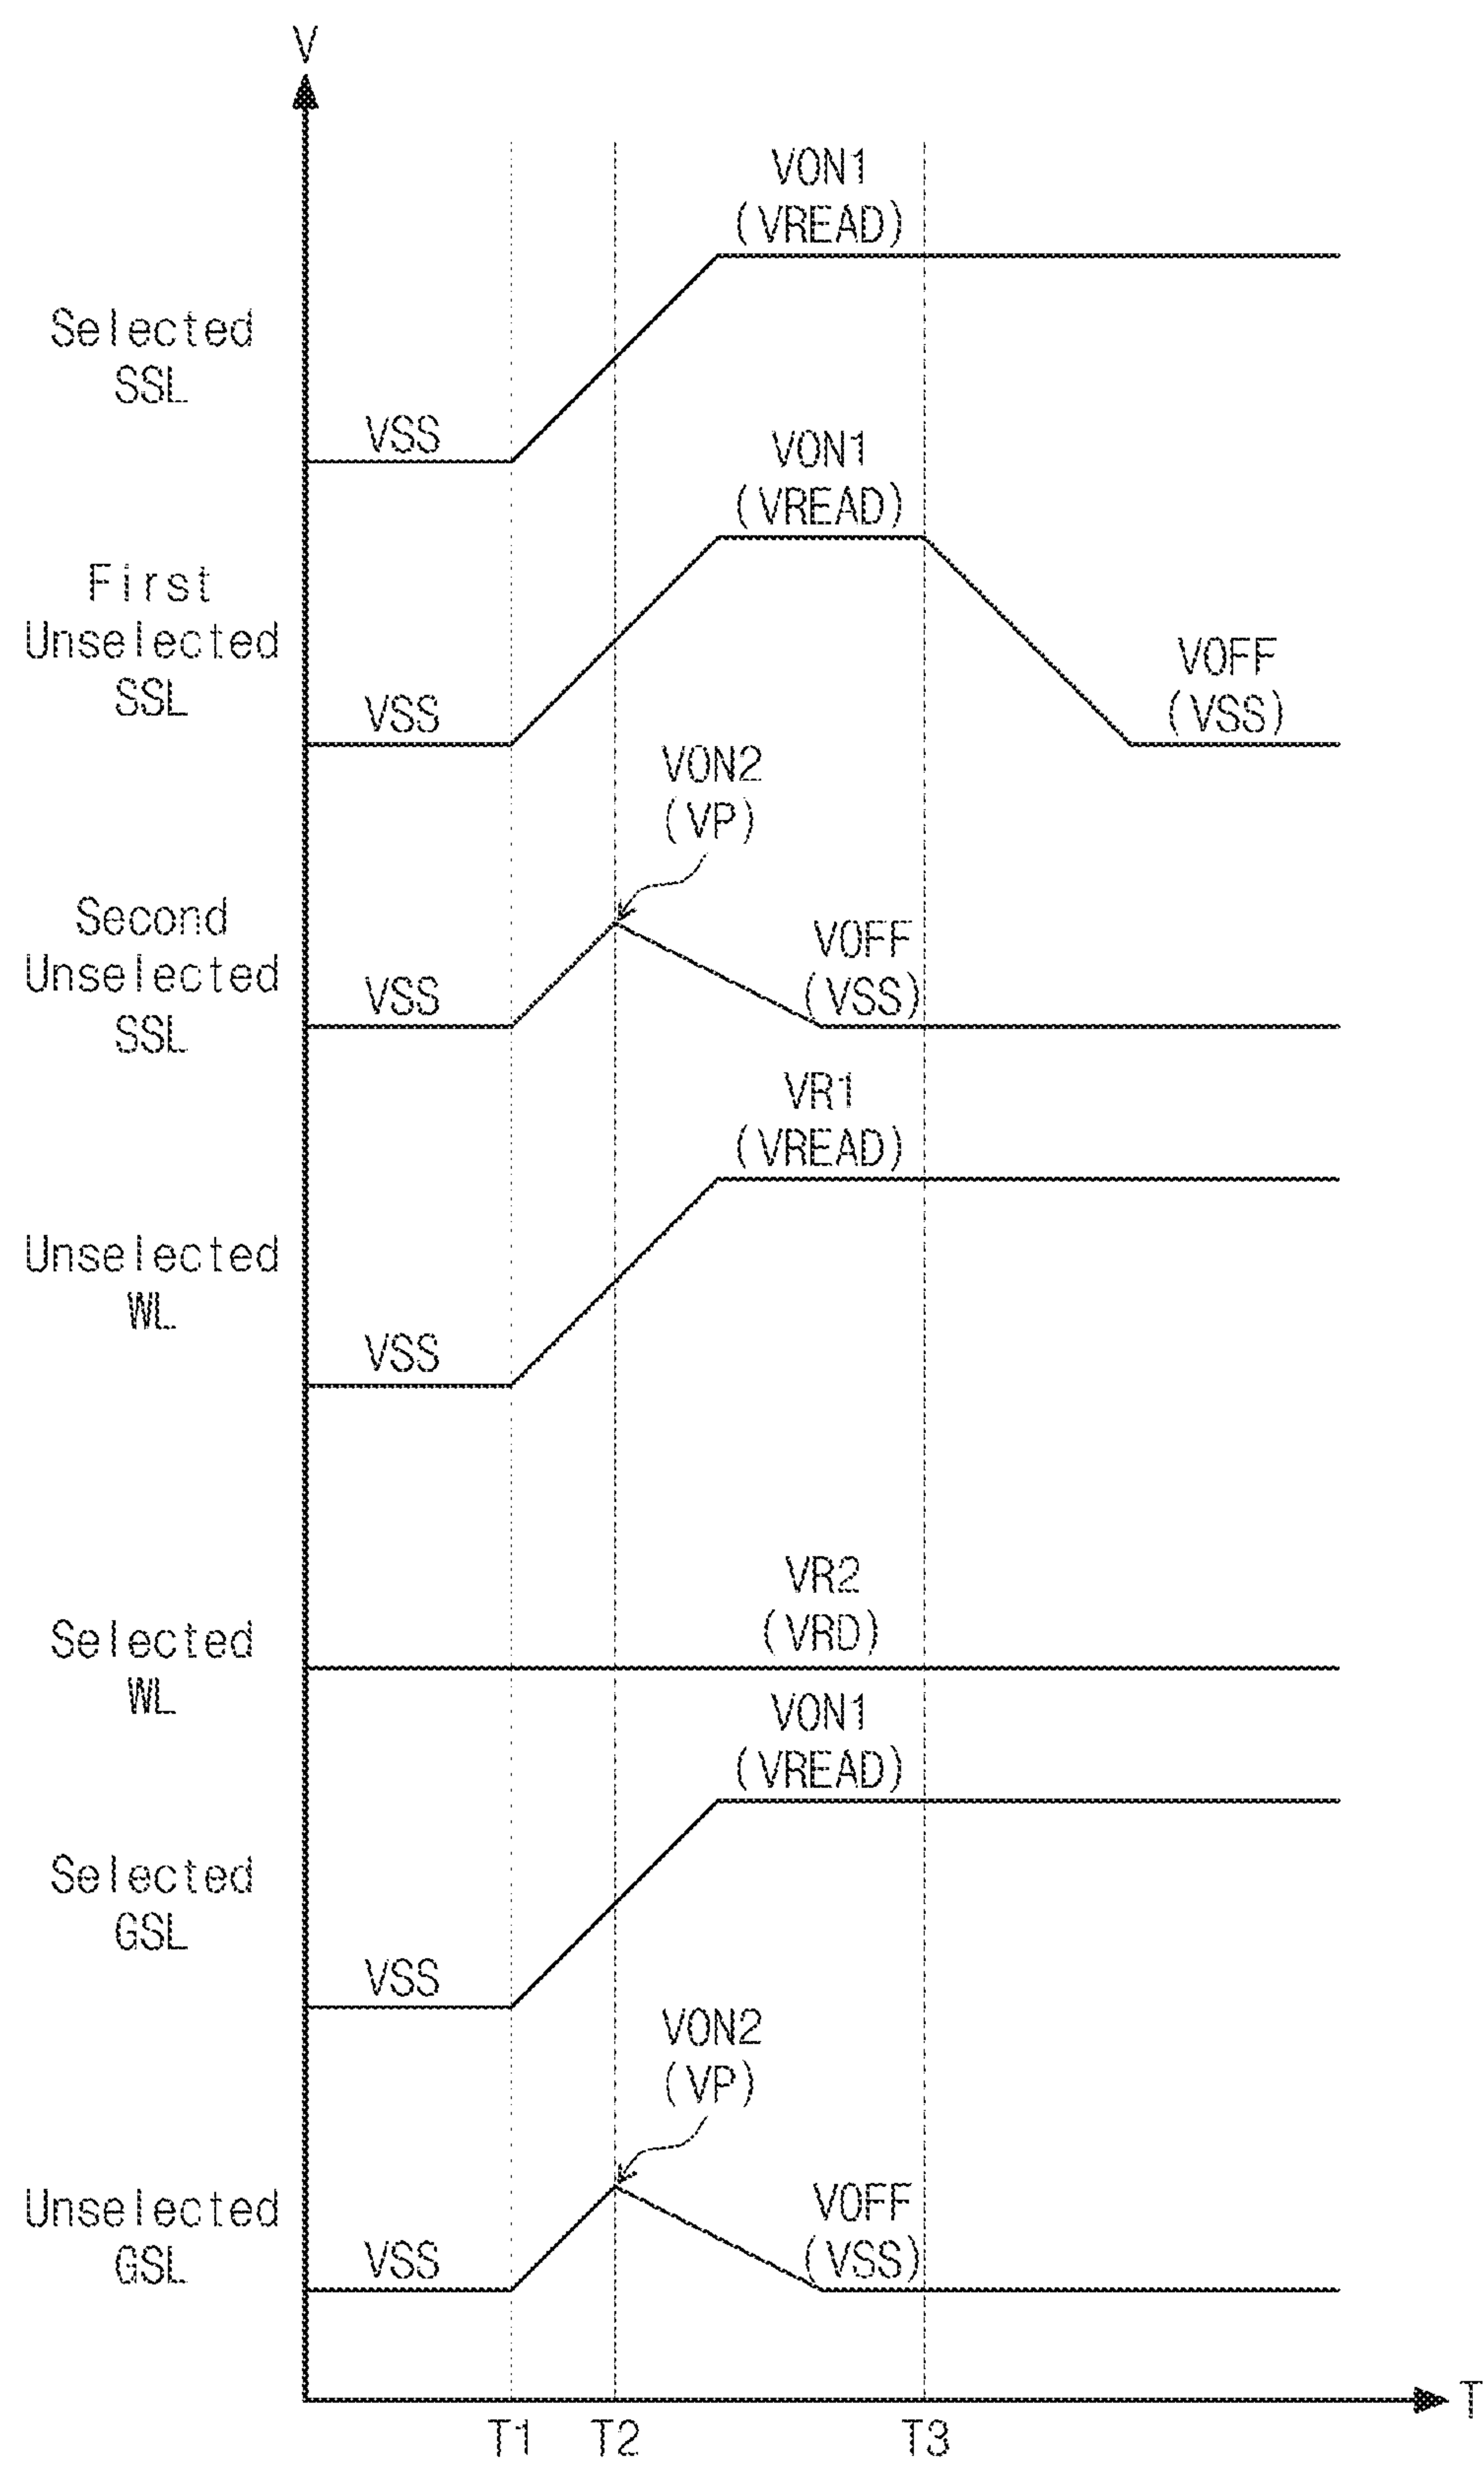 V
VON1
(VREAD)
Selected
SSL
VSS
VON1
(VREAD)
First
Unselected
SSL
VSS
VOFF
(VSS)
VON2
(VP)
Second
Unselected
SSL
VSS
VOFF
(VSS)
VR1
(VREAD)
Unselected
WL
VSS
VR2
(VRD)
Selected
WL
VON1
(VREAD)
Selected
GSL
VSS
VON2
(VP)
Unselected
GSL
VSS
VOFF
(VSS)
T
T1 T2 T3